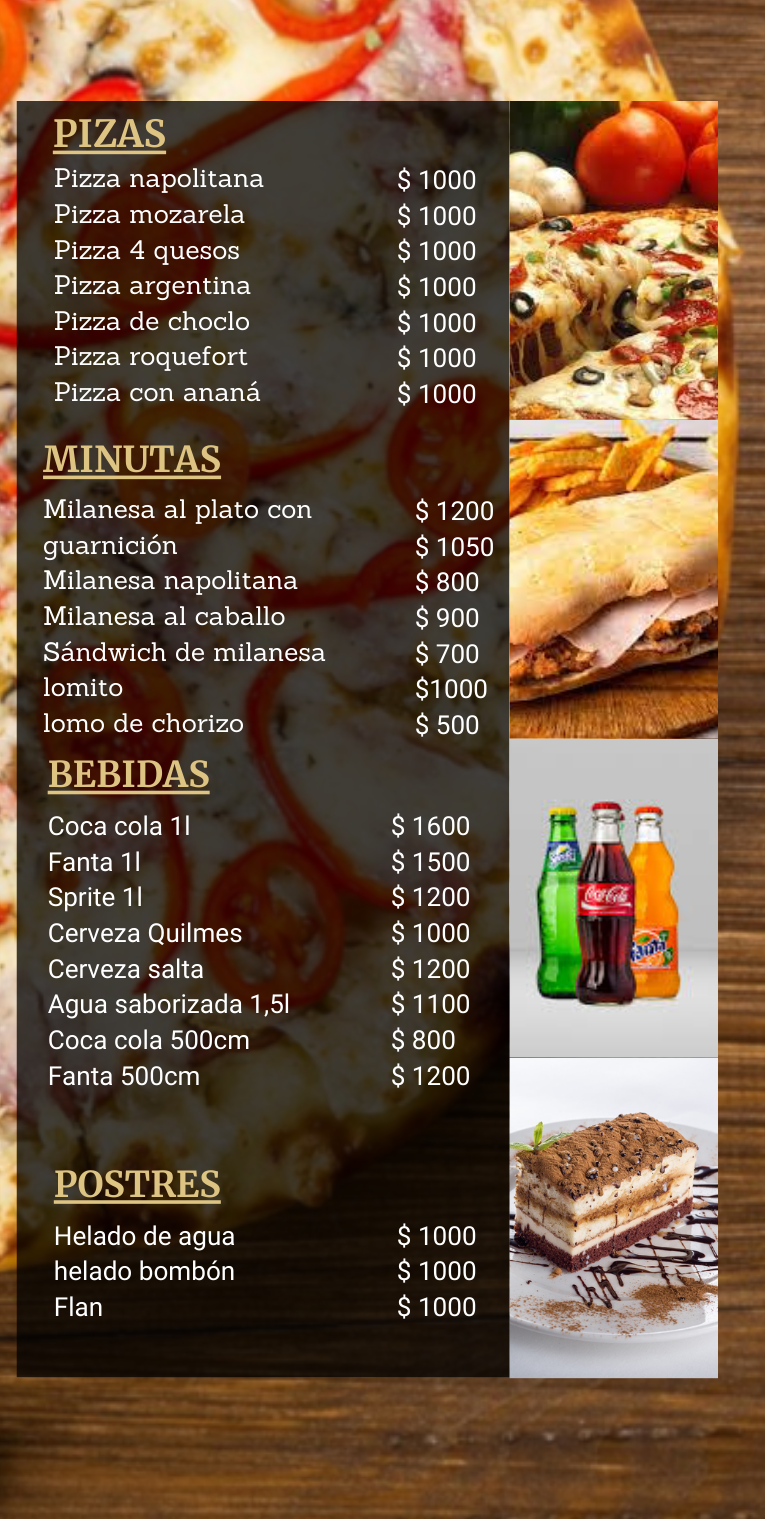 PIZAS
Pizza napolitana $ 1000
Pizza mozarela $ 1000
Pizza 4 quesos $ 1000
Pizza argentina $ 1000
Pizza de choclo $ 1000
Pizza roquefort $ 1000
Pizza con ananá $ 1000
MINUTAS
Milanesa al plato con $ 1200
guarnición $ 1050
Milanesa napolitana $ 800
Milanesa al caballo $ 900
Sándwich de milanesa $ 700
lomito $1000
lomo de chorizo $ 500
BEBIDAS
Coca cola 1l $ 1600
Fanta 1l $ 1500
Sprite 1l $ 1200
Cerveza Quilmes $ 1000
Cerveza salta $ 1200
Agua saborizada 1,5l $ 1100
Coca cola 500cm $ 800
Fanta 500cm $ 1200
Sprite
Coca-Cola
Fanta
POSTRES
Helado de agua $ 1000
helado bombón $ 1000
Flan $ 1000